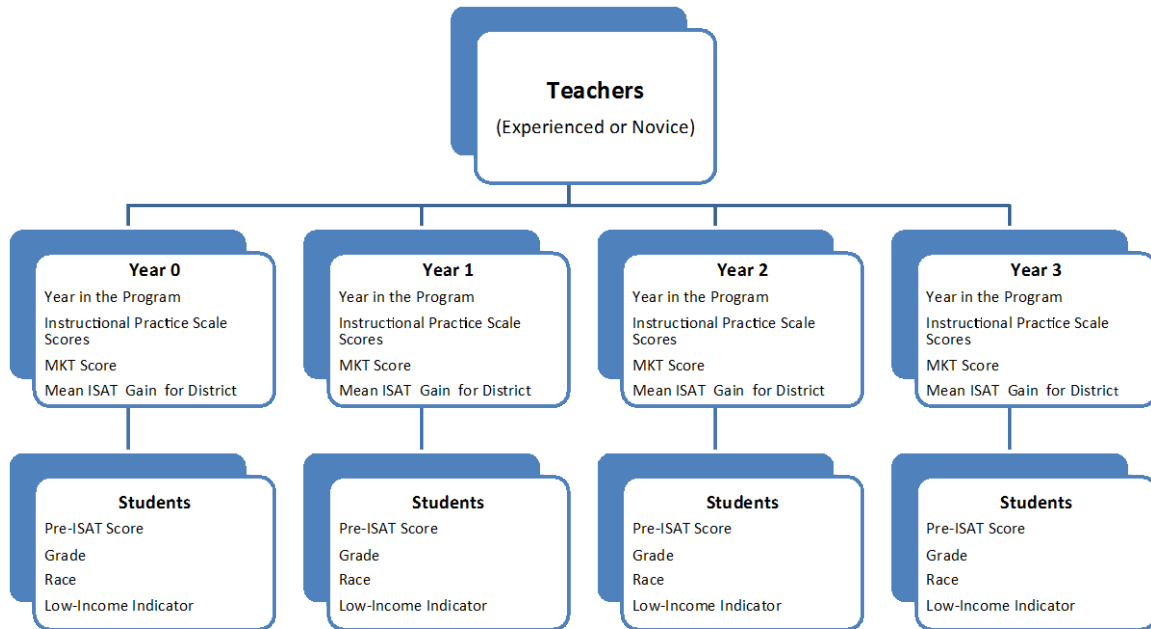 Teachers
(Experienced or Novice)
Year 0
Year in the Program
Instructional Practice Scale
Scores
MKT Score
Mean ISAT Gain for District
Year 1
Year in the Program
Instructional Practice Scale
Scores
MKT Score
Mean ISAT Gain for District
Year 2
Year in the Program
Instructional Practice Scale
Scores
MKT Score
Mean ISAT Gain for District
Year 3
Year in the Program
Instructional Practice Scale
Scores
MKT Score
Mean ISAT Gain for District
Students
Pre-ISAT Score
Grade
Race
Low-Income Indicator
Students
Pre-ISAT Score
Grade
Race
Low-Income Indicator
Students
Pre-ISAT Score
Grade
Race
Low-Income Indicator
Students
Pre-ISAT Score
Grade
Race
Low-Income Indicator